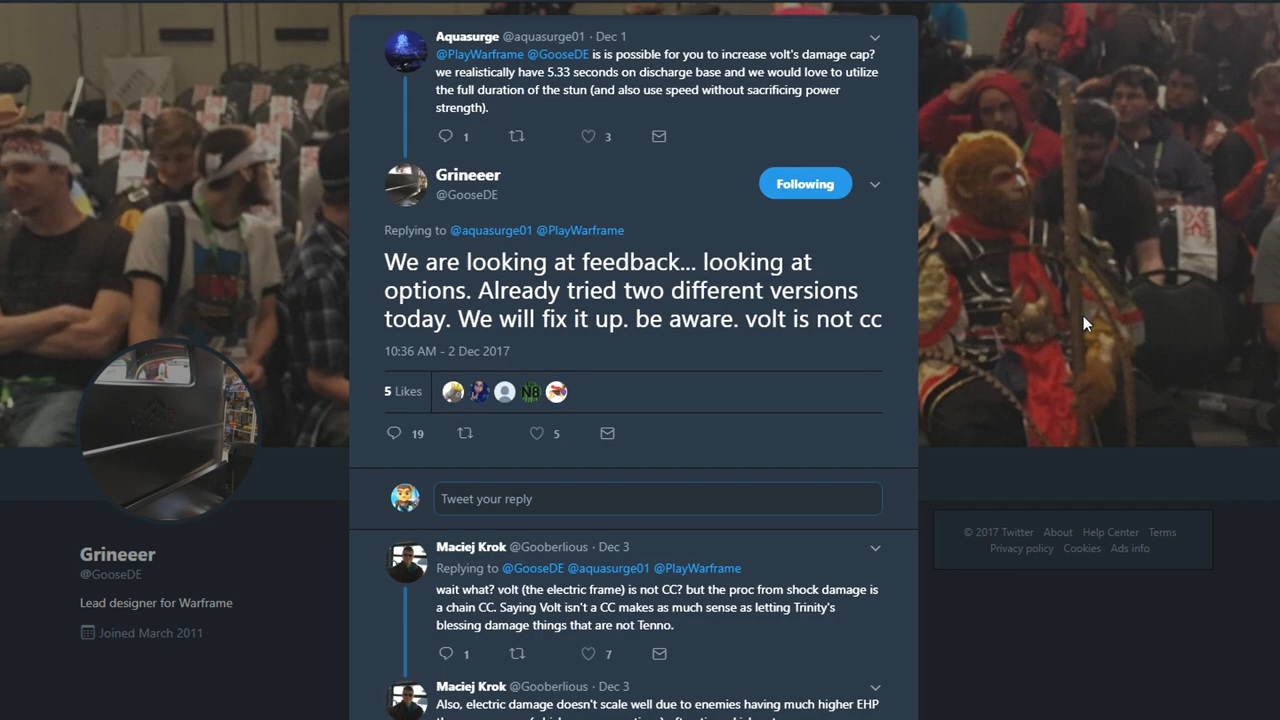 Aquasurge @aquasurge01 · Dec 1
@PlayWarframe @GooseDE is is possible for you to increase volt's damage cap?
we realistically have 5.33 seconds on discharge base and we would love to utilize
the full duration of the stun (and also use speed without sacrificing power
strength).
1 3
Grineeer
@GooseDE
Following
Replying to @aquasurge01 @PlayWarframe
We are looking at feedback... looking at
options. Already tried two different versions
today. We will fix it up. be aware. volt is not cc
10:36 AM - 2 Dec 2017
5 Likes
NB
19 5
Tweet your reply
Maciej Krok @Gooberlious · Dec 3
Replying to @GooseDE @aquasurge01 @PlayWarframe
wait what? volt (the electric frame) is not CC? but the proc from shock damage is
a chain CC. Saying Volt isn't a CC makes as much sense as letting Trinity's
blessing damage things that are not Tenno.
1 7
Maciej Krok @Gooberlious · Dec 3
Also, electric damage doesn't scale well due to enemies having much higher EHP
Grineeer
@GooseDE
Lead designer for Warframe
Joined March 2011
© 2017 Twitter About Help Center Terms
Privacy policy Cookies Ads info